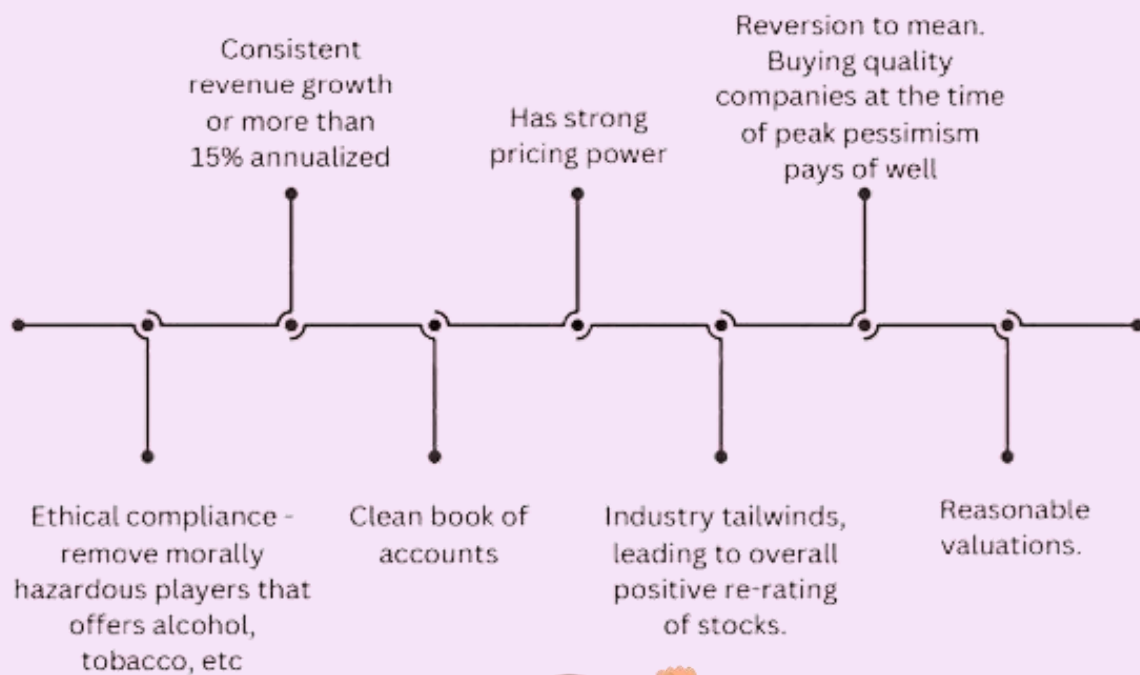 Consistent
revenue growth
or more than
15% annualized
Has strong
pricing power
Reversion to mean.
Buying quality
companies at the time
of peak pessimism
pays of well
Ethical compliance -
remove morally
hazardous players that
offers alcohol,
tobacco, etc
Clean book of
accounts
Industry tailwinds,
leading to overall
positive re-rating
of stocks.
Reasonable
valuations.